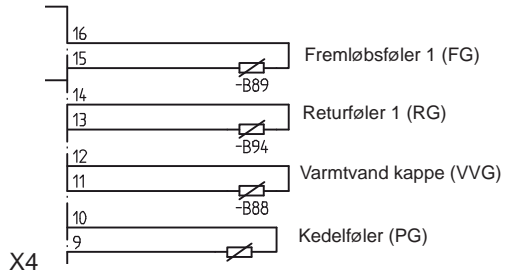 16
15
-B89
Fremløbsføler 1 (FG)
14
13
-B94
Returføler 1 (RG)
12
11
-B88
Varmtvand kappe (VVG)
10
9
Kedelføler (PG)
X4